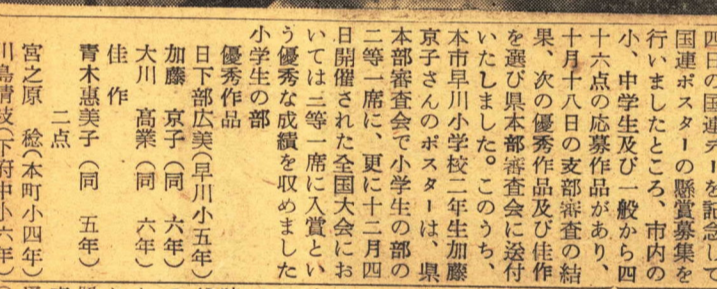 四日の国連デーを記念して
国連ポスターの懸賞募集を
行いましたところ、市内の
小、中学生及び一般から四
十六点の応募作品があり、
十月十八日の支部審査の結
果、次の優秀作品及び佳作
を選び県本部審査会に送付
いたしました。このうち、
本市早川小学校二年生加藤
京子さんのポスターは、県
本部審査会で小学生の部の
二等一席に、更に十二月四
日開催された全国大会にお
いては二等一席に入賞とい
う優秀な成績を収めました
小学生の部
優秀作品
日下部広美(早川小五年)
加藤 京子(同 六年)
大川 高業(同 六年)
佳作
青木惠美子(同 五年)
二点
宮之原 稔(本町小四年)
川島清枝(下府中小六年)